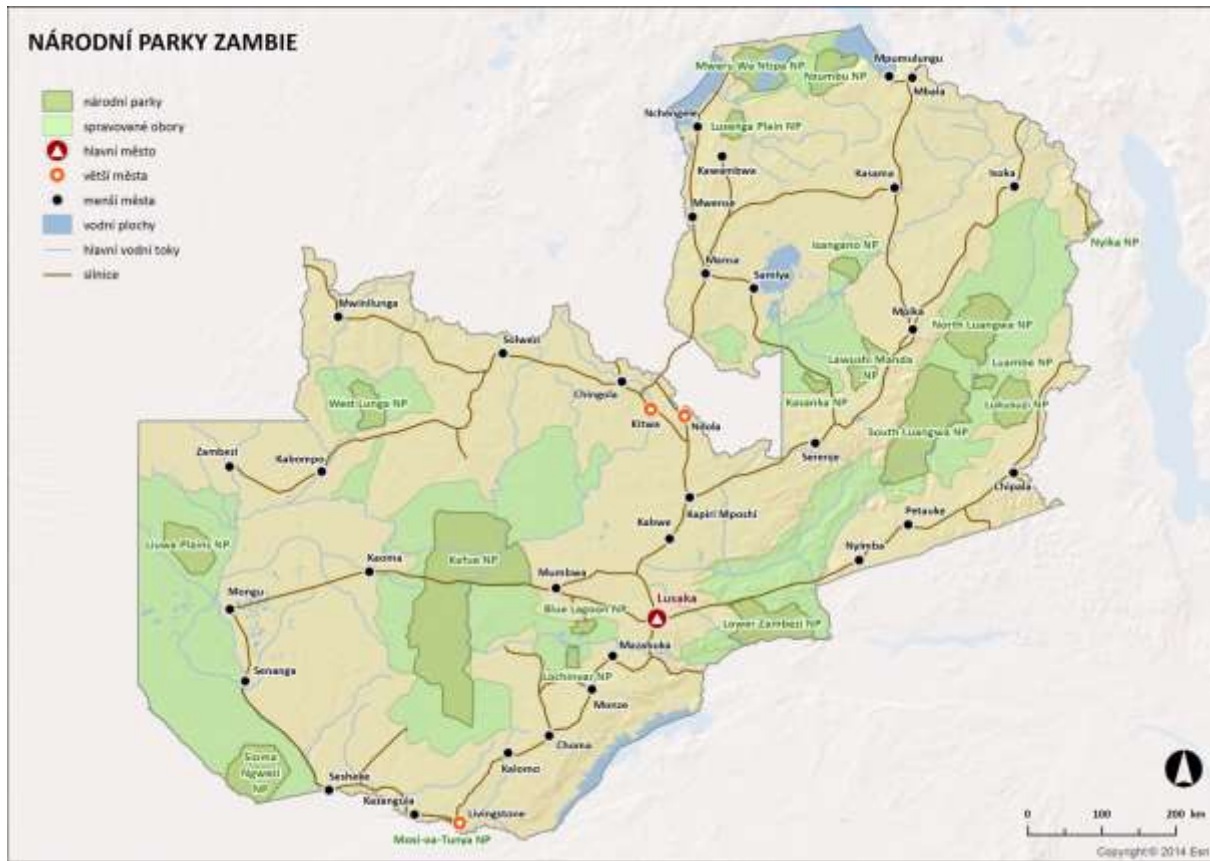 NÁRODNÍ PARKY ZAMBIE
národní parky
spravované obory
hlavní město
větší města
menší města
vodní plochy
hlavní vodní toky
silnice
Mweru Wa Ntipa NP
Nsumbu NP
Mpumulungu
Mbala
Nchengee
Lusenga Plain NP
Kawambwa
Kasama
Isoka
Mwense
Nyika NP
Isangano NP
Mansa
Samfya
Mwinilunga
Mpika
North Luangwa NP
Solwezi
Lawushi Manda
NP
Luambe NP
Chingola
West Lunga NP
Kasanka NP
Lukusuzi NP
Kitwe
Ndola
South Luangwa NP
Zambezi
Kabompo
Serenje
Chipata
Kapiri Mposhi
Petauke
Liuwa Plains NP
Kafue NP
Kabwe
Nyimba
Kaoma
Mumbwa
Mongu
Blue Lagoon NP
Lusaka
Lower Zambezi NP
Mazabuka
Senanga
Lochinvar NP
Monze
Choma
Sioma
Ngwezi
NP
Kalomo
Sesheke
Kazangula
Livingstone
Mosi-oa-Tunya NP
0 100 200 km
Copyright:© 2014 Esri